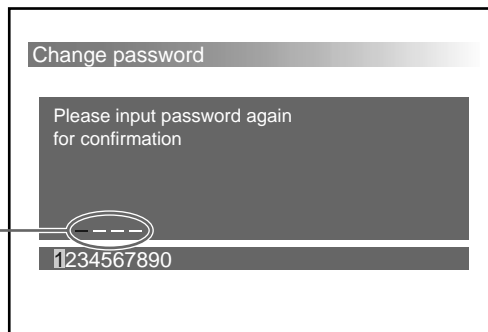 Change password
Please input password again
for confirmation
– – – –
1234567890